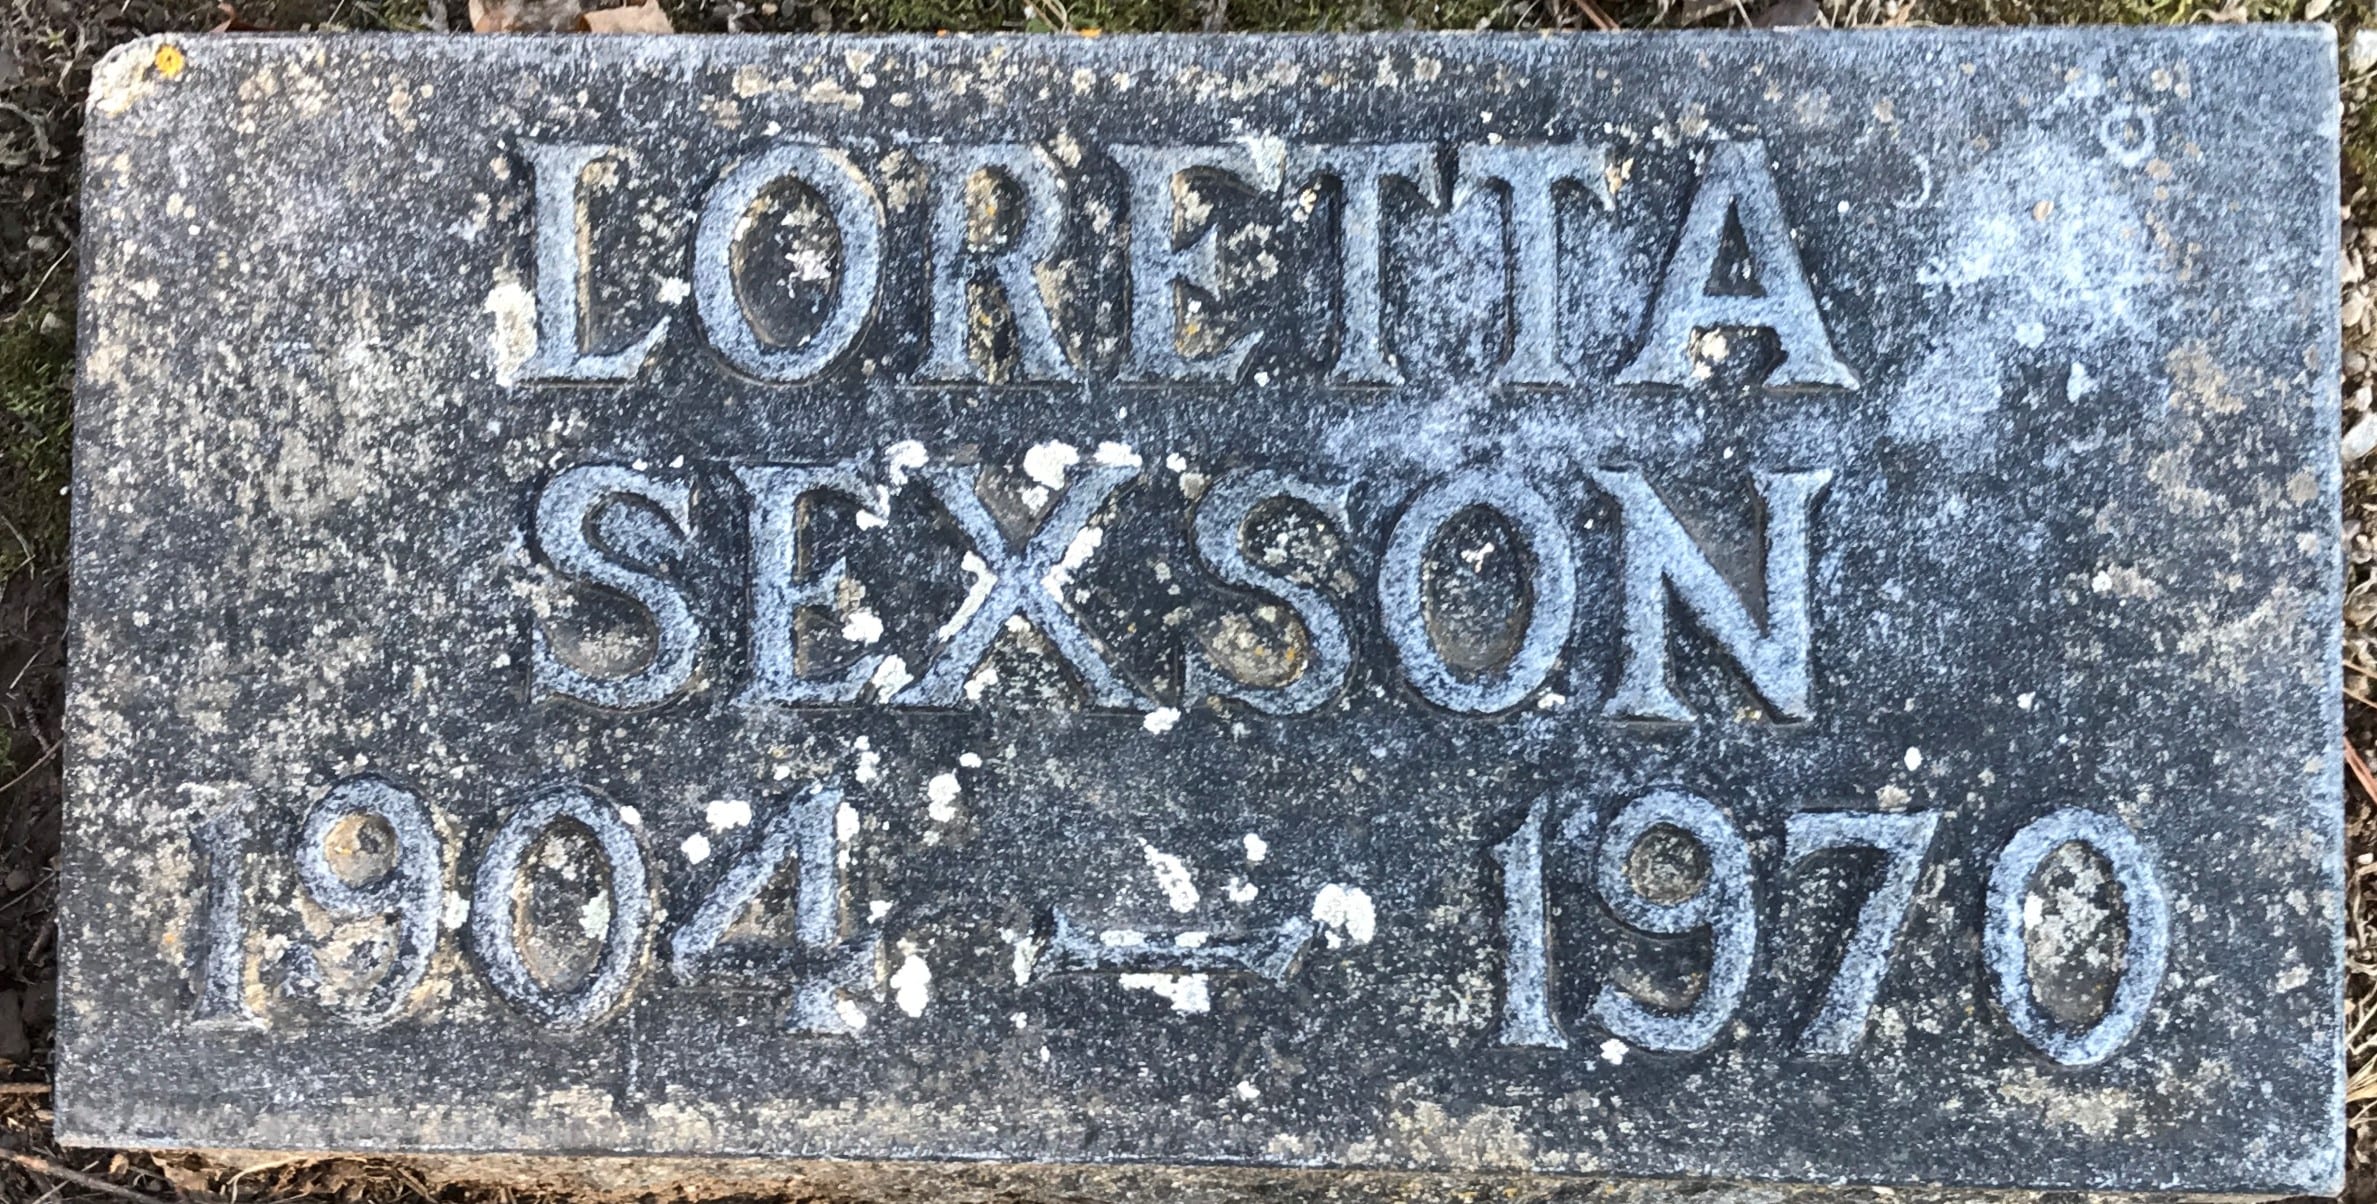 LORETTA
SEXSON
1904 — 1970